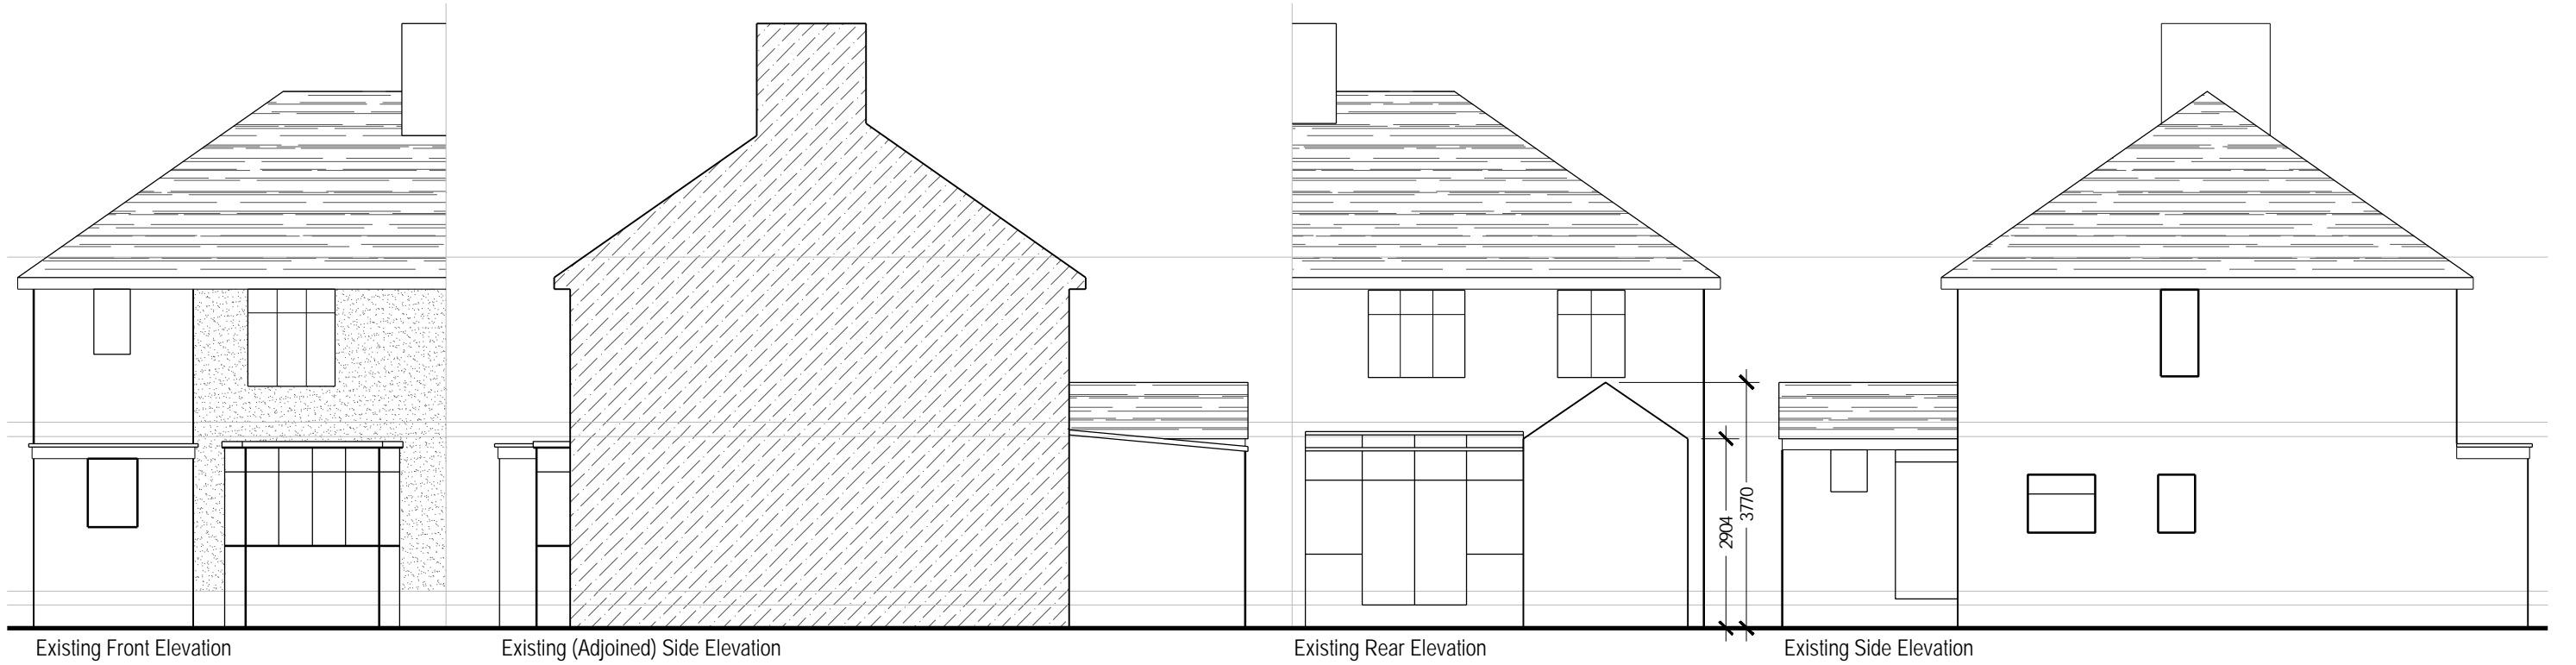 2904
3770
Existing Front Elevation
Existing (Adjoined) Side Elevation
Existing Rear Elevation
Existing Side Elevation